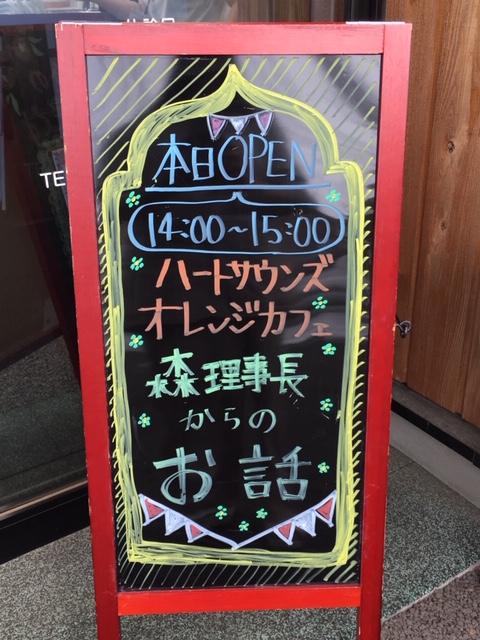 本日OPEN
14:00～15:00
ハートサウンズ
オレンジカフェ
森理事長
からの
お話
TE